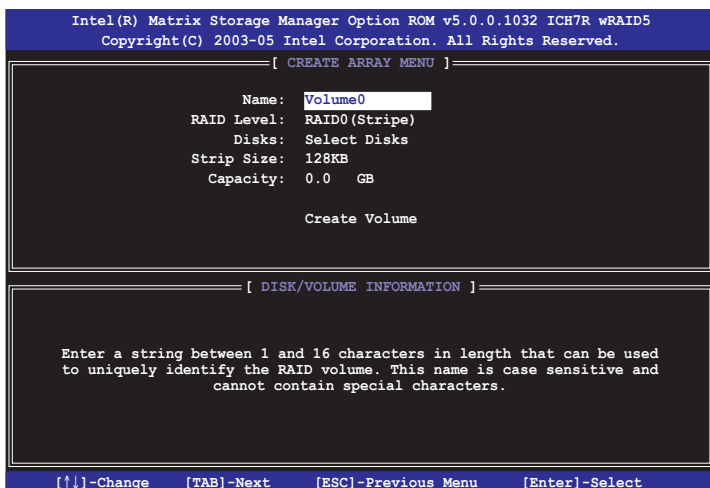 Intel(R) Matrix Storage Manager Option ROM v5.0.0.1032 ICH7R wRAID5
Copyright(C) 2003-05 Intel Corporation. All Rights Reserved.
[ CREATE ARRAY MENU ]
Name: Volume0
RAID Level: RAID0(Stripe)
Disks: Select Disks
Strip Size: 128KB
Capacity: 0.0 GB
Create Volume
[ DISK/VOLUME INFORMATION ]
Enter a string between 1 and 16 characters in length that can be used
to uniquely identify the RAID volume. This name is case sensitive and
cannot contain special characters.
[↑↓]-Change [TAB]-Next [ESC]-Previous Menu [Enter]-Select